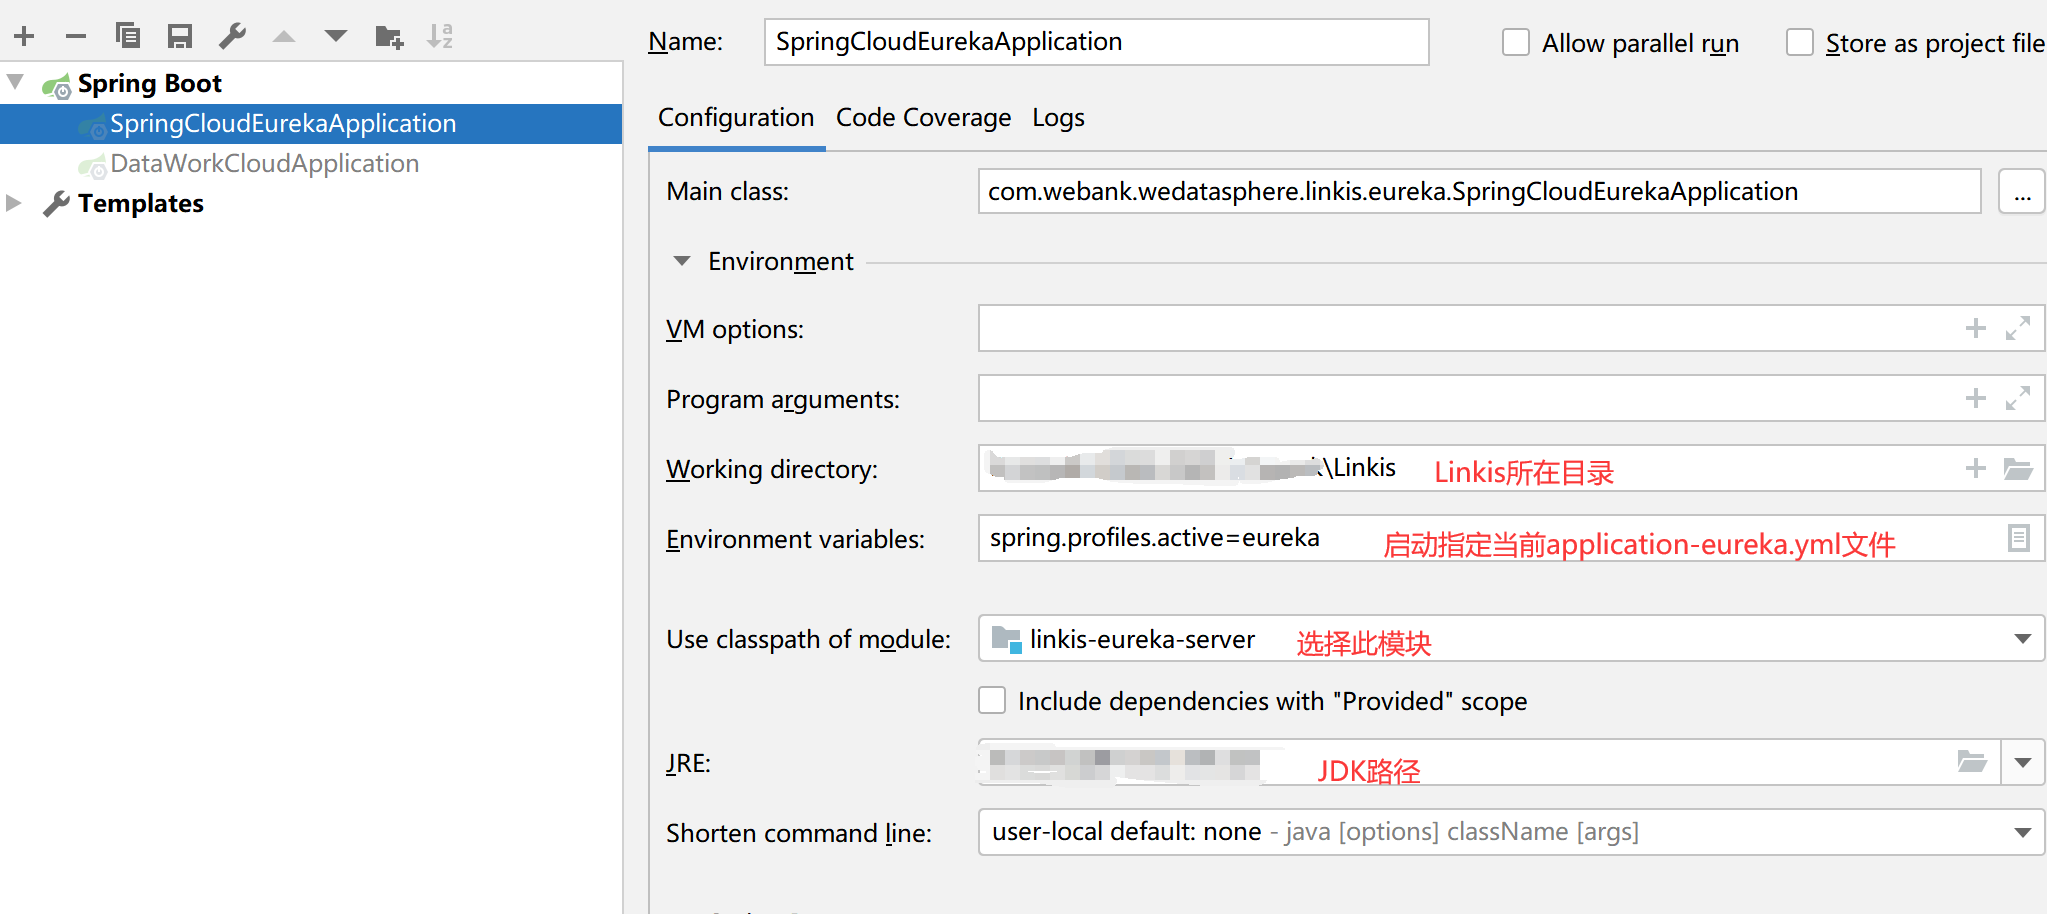 Name: SpringCloudEurekaApplication Allow parallel run Store as project file
Spring Boot
SpringCloudEurekaApplication
DataWorkCloudApplication
Templates
Configuration Code Coverage Logs
Main class: com.webank.wedatasphere.linkis.eureka.SpringCloudEurekaApplication ...
Environment
VM options:
Program arguments:
Working directory: \Linkis Linkis所在目录
Environment variables: spring.profiles.active=eureka 启动指定当前application-eureka.yml文件
Use classpath of module: linkis-eureka-server 选择此模块
Include dependencies with "Provided" scope
JRE: JDK路径
Shorten command line: user-local default: none - java [options] className [args]